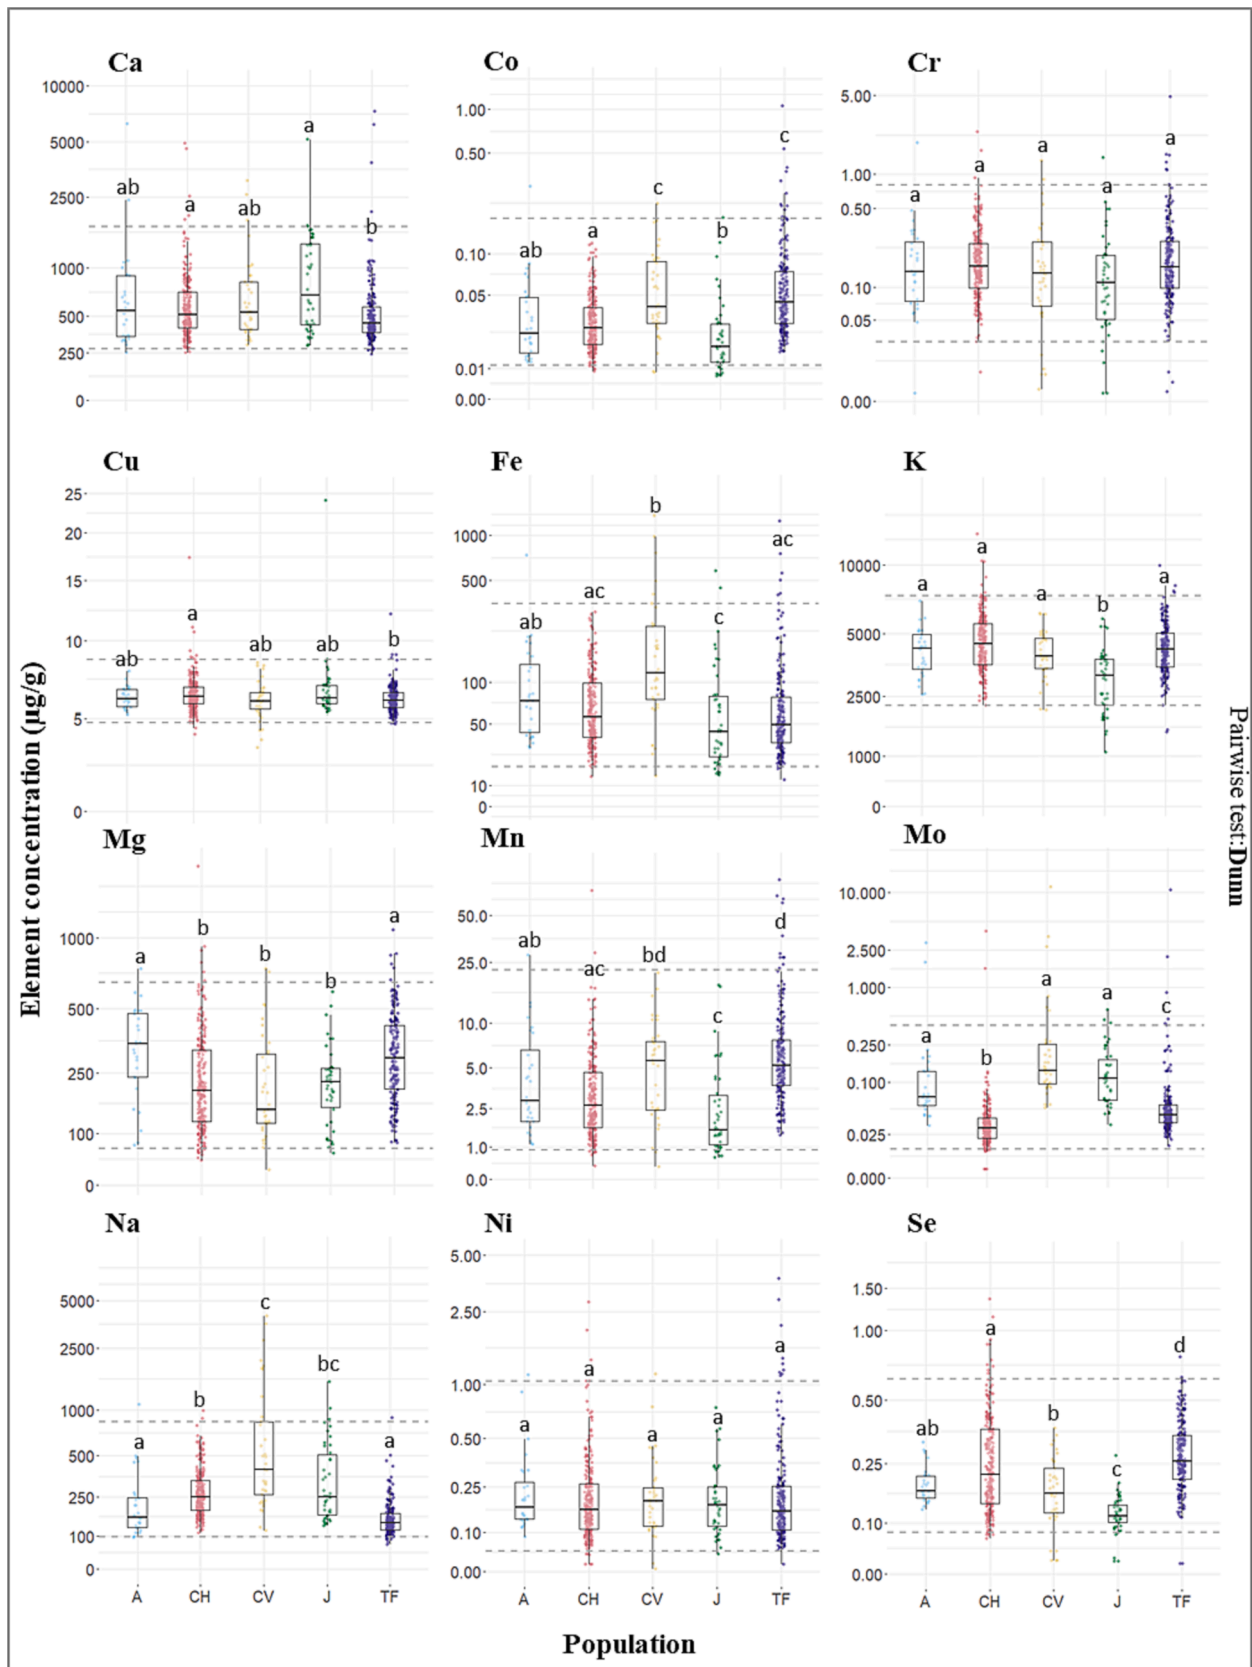 Ca
10000
5000
2500
1000
500
250
0
ab
a
ab
a
b
Co
1.00
0.50
0.10
0.05
0.01
0.00
ab
a
c
b
c
Cr
5.00
1.00
0.50
0.10
0.05
0.00
a
a
a
a
a
Cu
25
20
15
10
5
0
ab
a
ab
ab
b
Fe
1000
500
100
50
10
0
ab
ac
b
c
ac
K
10000
5000
2500
1000
0
a
a
a
b
a
Mg
1000
500
250
100
0
a
b
b
b
a
Mn
50.0
25.0
10.0
5.0
2.5
1.0
0.0
ab
ac
bd
c
d
Mo
10.000
2.500
1.000
0.250
0.100
0.025
0.000
a
b
a
a
c
Na
5000
2500
1000
500
250
100
0
a
b
c
bc
a
A CH CV J TF
Ni
5.00
2.50
1.00
0.50
0.25
0.10
0.00
a
a
a
a
a
A CH CV J TF
Se
1.50
1.00
0.50
0.25
0.10
0.00
ab
a
b
c
d
A CH CV J TF
Element concentration (µg/g)
Population
Pairwise test:Dunn